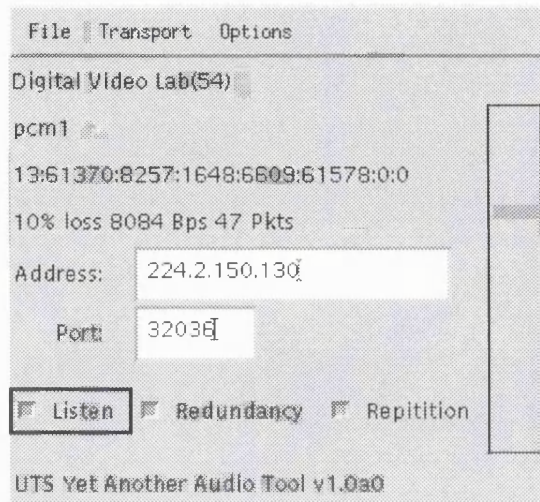 File Transport Options
Digital Video Lab(54)
pcm1
13:61370:8257:1648:6609:61578:0:0
10% loss 8084 Bps 47 Pkts
Address: 224.2.150.130
Port: 32036
Listen Redundancy Repitition
UTS Yet Another Audio Tool v1.0a0